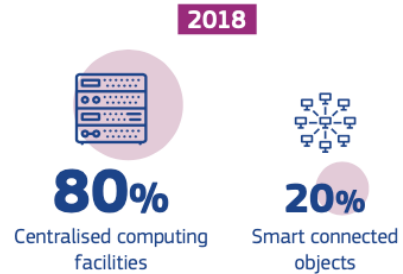 2018
80%
Centralised computing
facilities
20%
Smart connected
objects